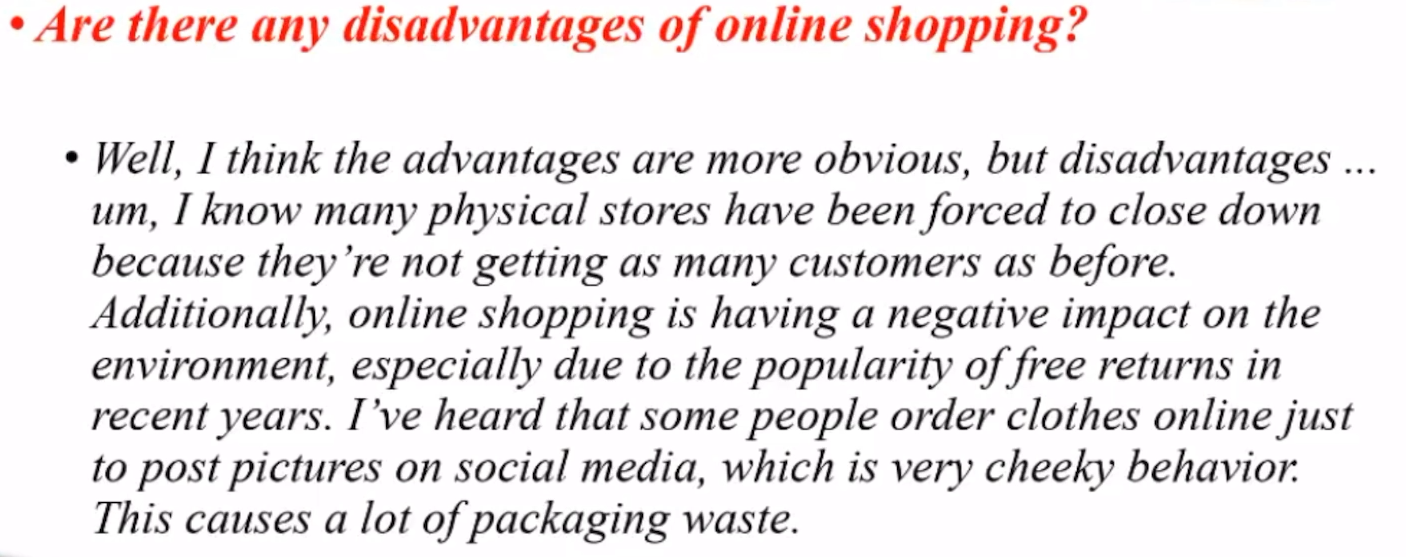 • Are there any disadvantages of online shopping?
• Well, I think the advantages are more obvious, but disadvantages ...
um, I know many physical stores have been forced to close down
because they’re not getting as many customers as before.
Additionally, online shopping is having a negative impact on the
environment, especially due to the popularity of free returns in
recent years. I’ve heard that some people order clothes online just
to post pictures on social media, which is very cheeky behavior.
This causes a lot of packaging waste.